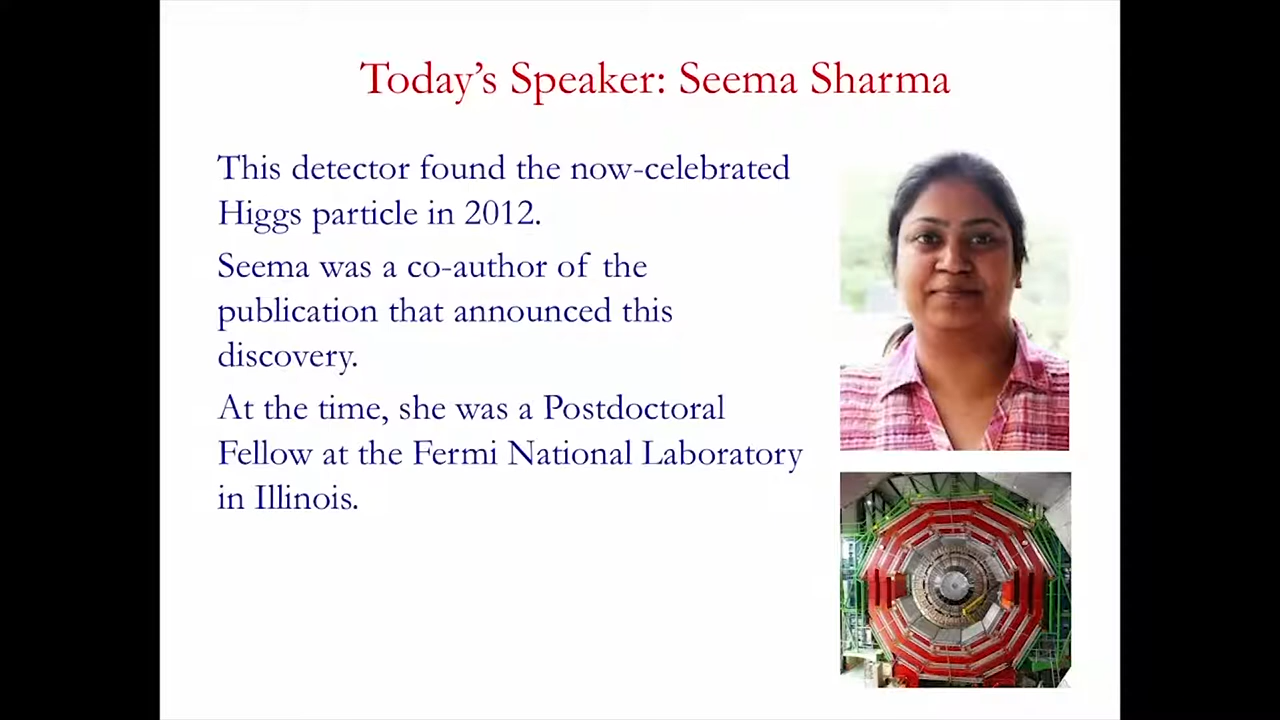 Today’s Speaker: Seema Sharma
This detector found the now-celebrated
Higgs particle in 2012.
Seema was a co-author of the
publication that announced this
discovery.
At the time, she was a Postdoctoral
Fellow at the Fermi National Laboratory
in Illinois.